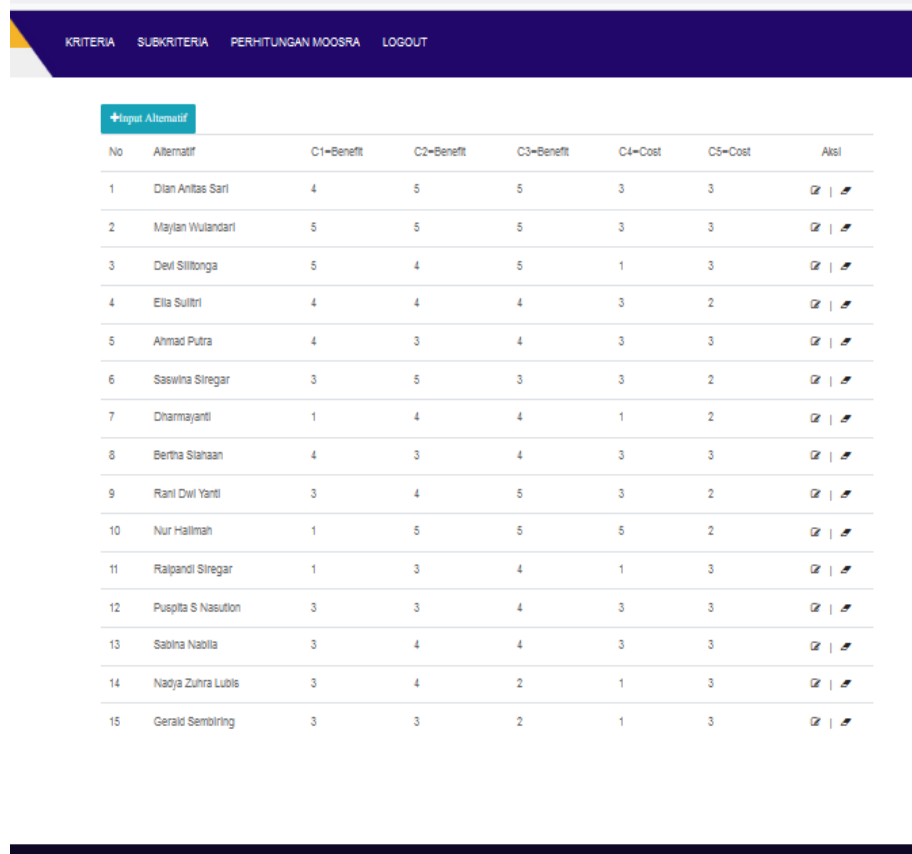 KRITERIA SUBKRITERIA PERHITUNGAN MOOSRA LOGOUT
+Input Alternatif
No Alternatif C1=Benefit C2=Benefit C3=Benefit C4=Cost C5=Cost Aksi
1 Dian Anitas Sari 4 5 5 3 3 |
2 Maylan Wulandari 5 5 5 3 3 |
3 Devi Silitonga 5 4 5 1 3 |
4 Ella Sulitri 4 4 4 3 2 |
5 Ahmad Putra 4 3 4 3 3 |
6 Saswina Siregar 3 5 3 3 2 |
7 Dharmayanti 1 4 4 1 2 |
8 Bertha Siahaan 4 3 4 3 3 |
9 Rani Dwi Yanti 3 4 5 3 2 |
10 Nur Halimah 1 5 5 5 2 |
11 Raipandi Siregar 1 3 4 1 3 |
12 Puspita S Nasution 3 3 4 3 3 |
13 Sabina Nabila 3 4 4 3 3 |
14 Nadya Zuhra Lubis 3 4 2 1 3 |
15 Gerald Sembiring 3 3 2 1 3 |